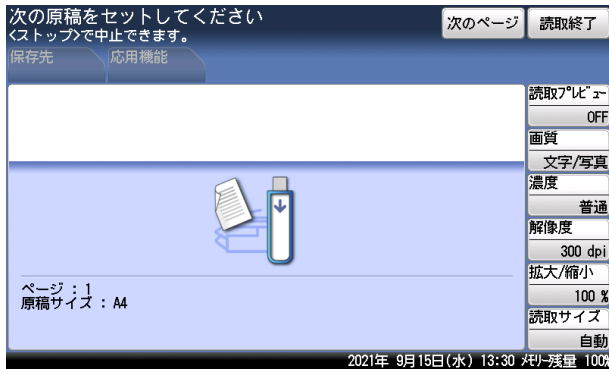 次の原稿をセットしてください
<ストップ>で中止できます。
次のページ
読取終了
保存先
応用機能
読取プレビュー
OFF
画質
文字/写真
濃度
普通
解像度
300 dpi
拡大/縮小
100 %
読取サイズ
自動
ページ : 1
原稿サイズ : A4
2021年 9月15日(水) 13:30 メモリー残量 100%